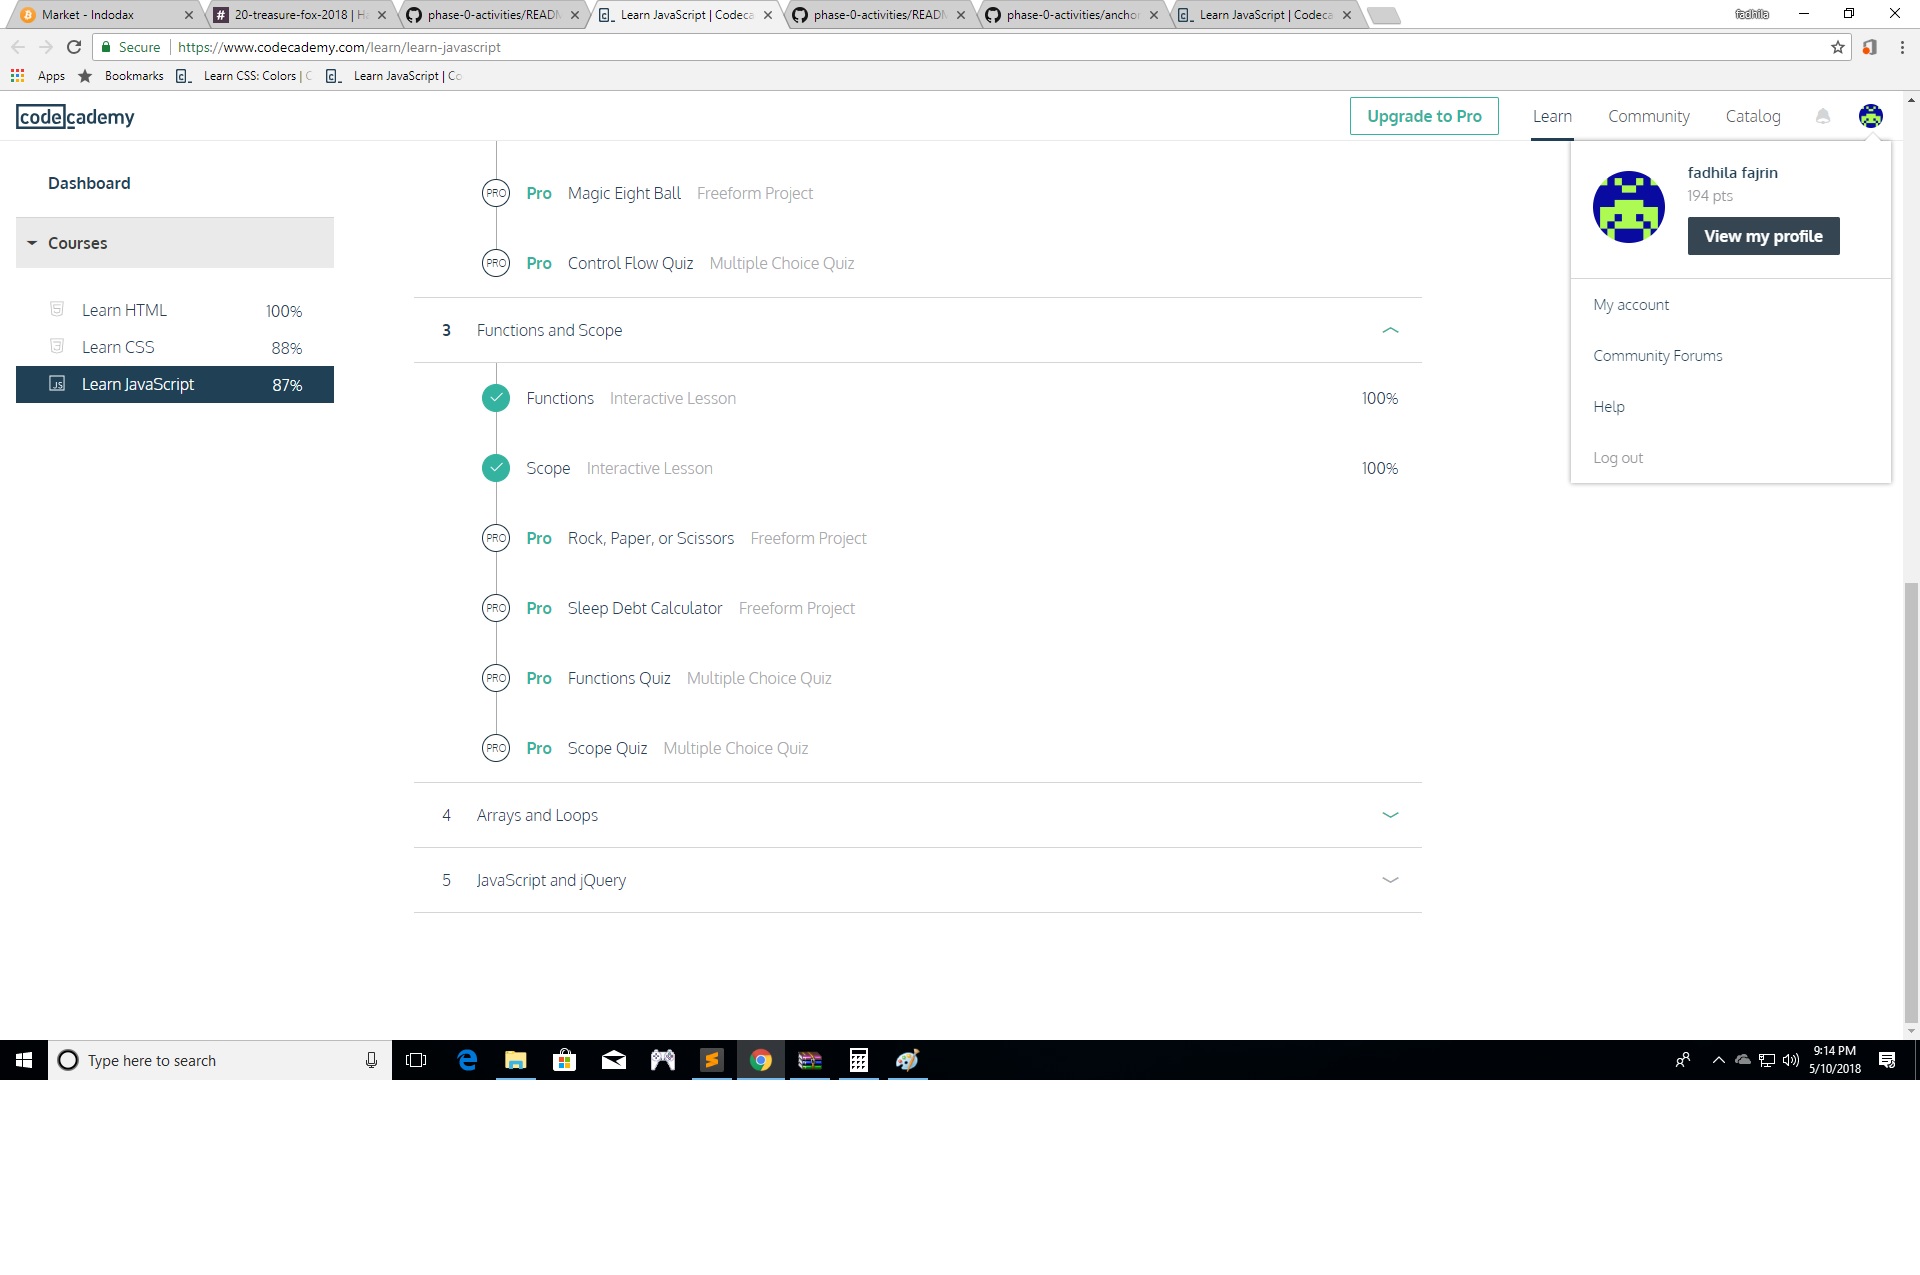 Market - Indodax
20-treasure-fox-2018 | H
phase-0-activities/READ
Learn JavaScript | Codeca
phase-0-activities/READ
phase-0-activities/ancho
Learn JavaScript | Codeca
fadhila
Secure https://www.codecademy.com/learn/learn-javascript
Apps Bookmarks Learn CSS: Colors | C Learn JavaScript | Co
codecademy
Upgrade to Pro Learn Community Catalog
Dashboard
Courses
Learn HTML 100%
Learn CSS 88%
JS Learn JavaScript 87%
PRO Pro Magic Eight Ball Freeform Project
PRO Pro Control Flow Quiz Multiple Choice Quiz
3 Functions and Scope
Functions Interactive Lesson 100%
Scope Interactive Lesson 100%
PRO Pro Rock, Paper, or Scissors Freeform Project
PRO Pro Sleep Debt Calculator Freeform Project
PRO Pro Functions Quiz Multiple Choice Quiz
PRO Pro Scope Quiz Multiple Choice Quiz
4 Arrays and Loops
5 JavaScript and jQuery
fadhila fajrin
194 pts
View my profile
My account
Community Forums
Help
Log out
Type here to search
9:14 PM
5/10/2018